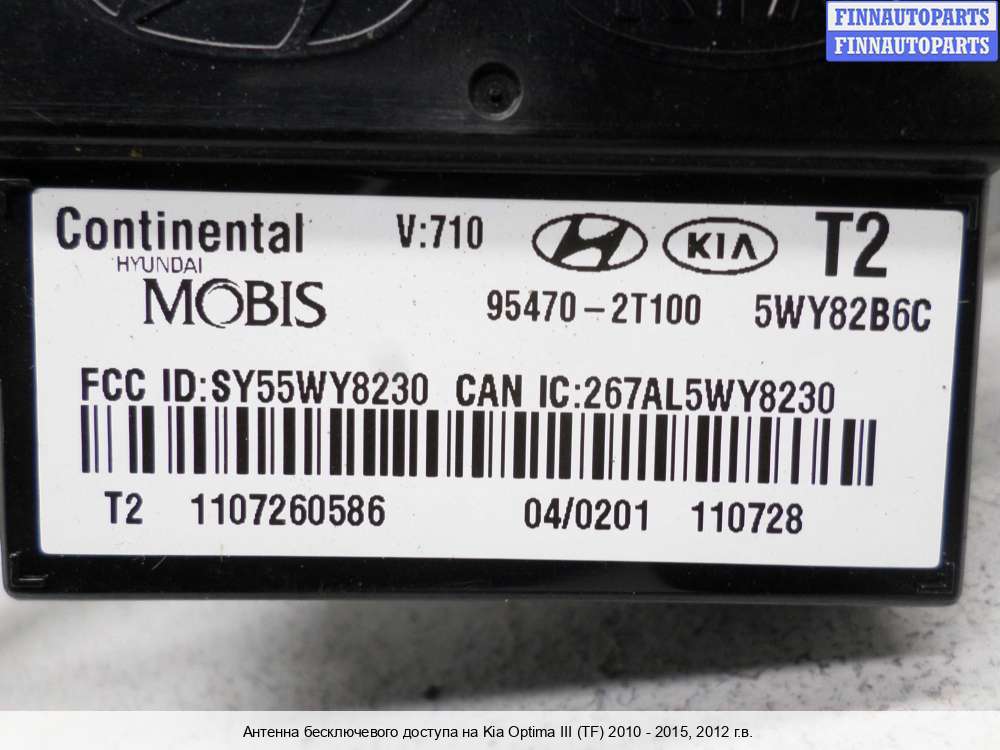 FINNAUTOPARTS
FINNAUTOPARTS
Continental V:710 KIA T2
HYUNDAI
MOBIS 95470-2T100 5WY82B6C
FCC ID:SY55WY8230 CAN IC:267AL5WY8230
T2 1107260586 04/0201 110728
Антенна бесключевого доступа на Kia Optima III (TF) 2010 - 2015, 2012 г.в.